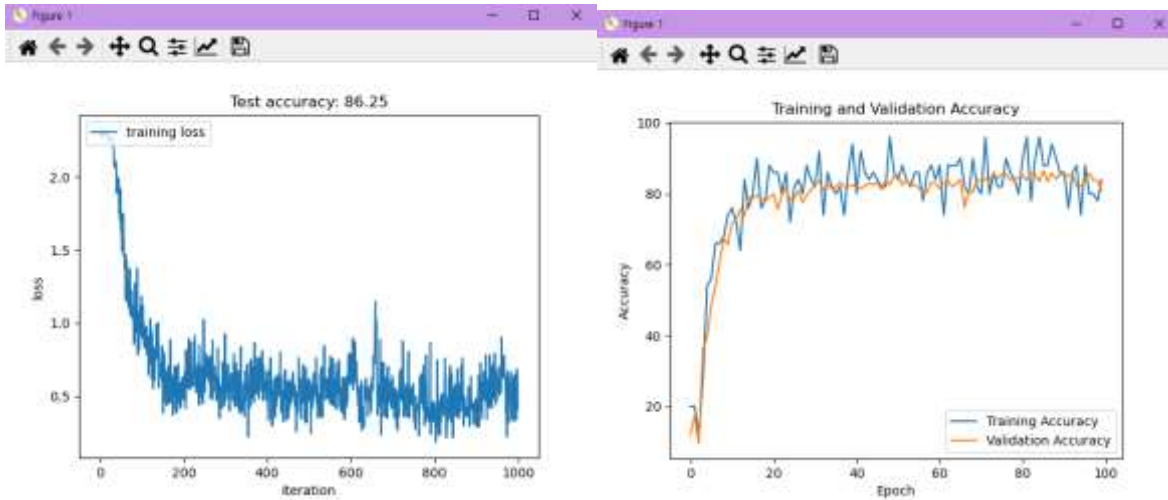 Figure 1
Test accuracy: 86.25
training loss
2.0
1.5
1.0
0.5
loss
0 200 400 600 800 1000
iteration
Figure 1
Training and Validation Accuracy
100
80
60
40
20
Accuracy
Training Accuracy
Validation Accuracy
0 20 40 60 80 100
Epoch